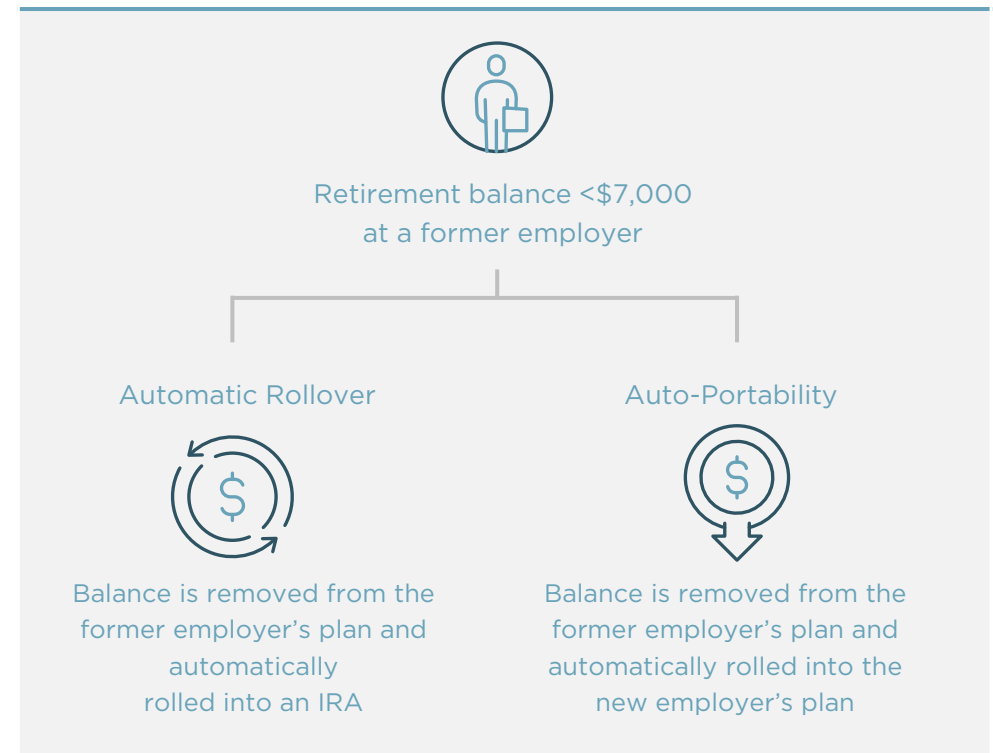 Retirement balance <$7,000
at a former employer
Automatic Rollover
Auto-Portability
$
$
Balance is removed from the
former employer’s plan and
automatically
rolled into an IRA
Balance is removed from the
former employer’s plan and
automatically rolled into the
new employer’s plan